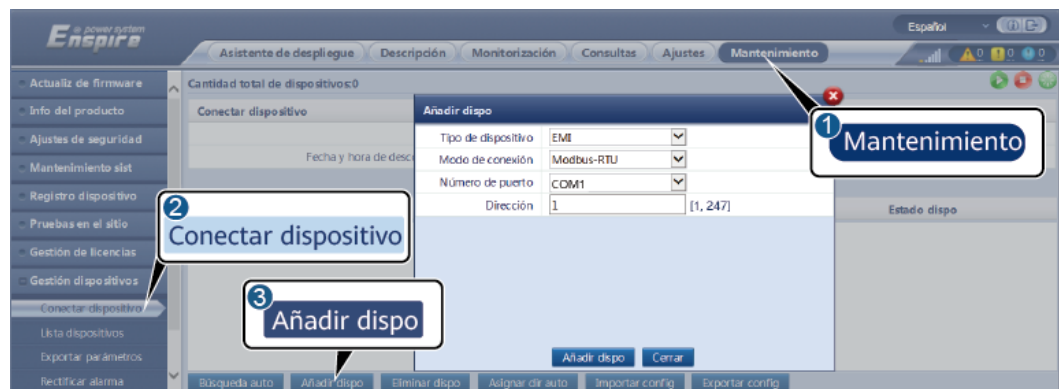 e power system
Enspire
Español
Asistente de despliegue Descripción Monitorización Consultas Ajustes Mantenimiento
0 0 0
Actualiz de firmware
Info del producto
Ajustes de seguridad
Mantenimiento sist
Registro dispositivo
Pruebas en el sitio
Gestión de licencias
Gestión dispositivos
Conectar dispositivo
Lista dispositivos
Exportar parámetros
Rectificar alarma
Cantidad total de dispositivos:0
Conectar dispositivo
Fecha y hora de desc
Estado dispo
Añadir dispo
Tipo de dispositivo EMI
Modo de conexión Modbus-RTU
Número de puerto COM1
Dirección 1 [1, 247]
Añadir dispo Cerrar
1 Mantenimiento
2 Conectar dispositivo
3 Añadir dispo
Búsqueda auto Añadir dispo Eliminar dispo Asignar dir auto Importar config Exportar config